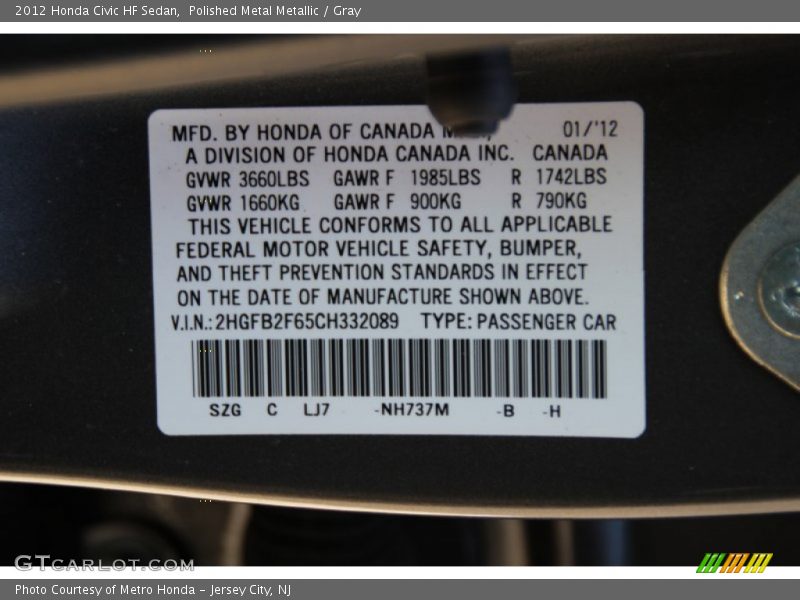 2012 Honda Civic HF Sedan,  Polished Metal Metallic / Gray
MFD. BY HONDA OF CANADA 01/'12
A DIVISION OF HONDA CANADA INC. CANADA
GVWR 3660LBS GAWR F 1985LBS R 1742LBS
GVWR 1660KG GAWR F 900KG R 790KG
THIS VEHICLE CONFORMS TO ALL APPLICABLE
FEDERAL MOTOR VEHICLE SAFETY, BUMPER,
AND THEFT PREVENTION STANDARDS IN EFFECT
ON THE DATE OF MANUFACTURE SHOWN ABOVE.
V.I.N.: 2HGFB2F65CH332089 TYPE: PASSENGER CAR
SZG C LJ7 -NH737M -B -H
GTCARLOT.COM
Photo Courtesy of Metro Honda - Jersey City, NJ